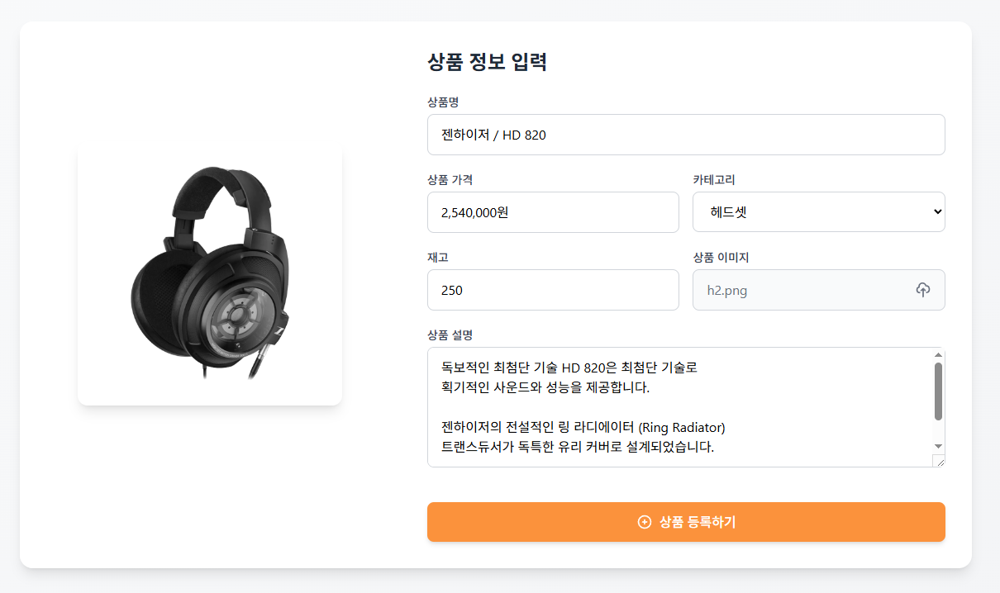 상품 정보 입력
상품명
젠하이저 / HD 820
상품 가격
카테고리
2,540,000원
헤드셋
재고
상품 이미지
250
h2.png
상품 설명
독보적인 최첨단 기술 HD 820은 최첨단 기술로
획기적인 사운드와 성능을 제공합니다.
젠하이저의 전설적인 링 라디에이터 (Ring Radiator)
트랜스듀서가 독특한 유리 커버로 설계되었습니다.
상품 등록하기